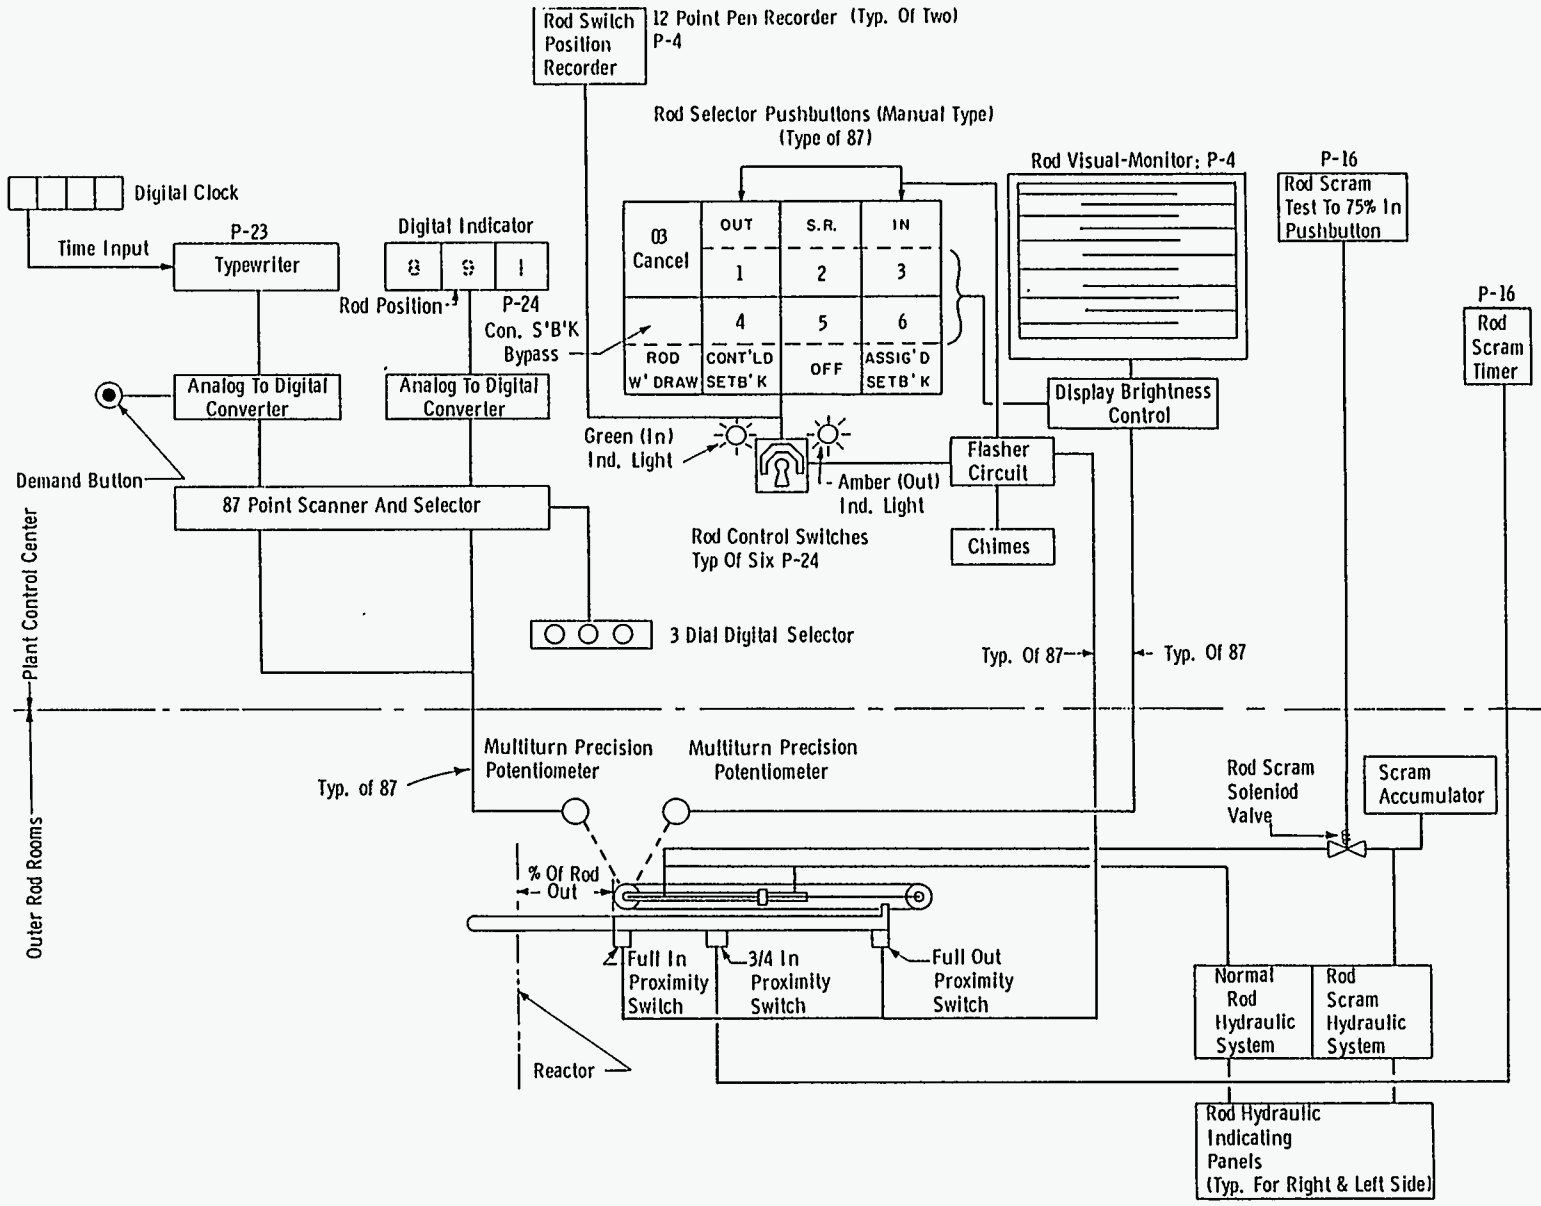 Rod Switch
Position
Recorder
12 Point Pen Recorder (Typ. Of Two)
P-4
Rod Selector Pushbuttons (Manual Type)
(Type of 87)
Rod Visual-Monitor: P-4
P-16
Rod Scram
Test To 75% In
Pushbutton
Digital Clock
Time Input
P-23
Typewriter
Digital Indicator
8 9 1
Rod Position
P-24
03
Cancel
OUT
S.R.
IN
1
2
3
4
5
6
ROD
W'DRAW
CONT'LD
SETB'K
OFF
ASSIG'D
SETB'K
Con. S'B'K
Bypass
P-16
Rod
Scram
Timer
Analog To Digital
Converter
Analog To Digital
Converter
Display Brightness
Control
Demand Button
Green (In)
Ind. Light
Amber (Out)
Ind. Light
Flasher
Circuit
87 Point Scanner And Selector
Rod Control Switches
Typ Of Six P-24
Chimes
Plant Control Center
3 Dial Digital Selector
Typ. Of 87
Typ. Of 87
Outer Rod Rooms
Typ. of 87
Multiturn Precision
Potentiometer
Multiturn Precision
Potentiometer
Rod Scram
Soleniod
Valve
Scram
Accumulator
% Of Rod
Out
Full In
Proximity
Switch
3/4 In
Proximity
Switch
Full Out
Proximity
Switch
Reactor
Normal
Rod
Hydraulic
System
Rod
Scram
Hydraulic
System
Rod Hydraulic
Indicating
Panels
(Typ. For Right & Left Side)